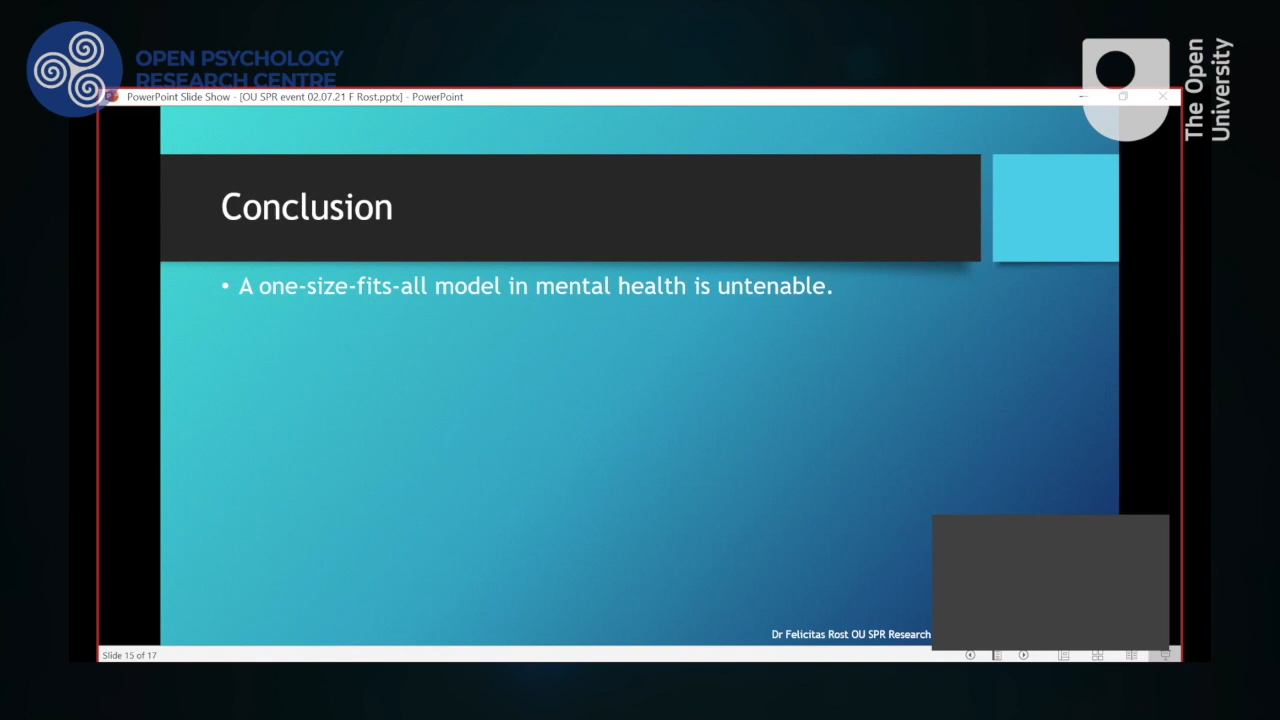 OPEN PSYCHOLOGY
RESEARCH CENTRE
The Open
University
PowerPoint Slide Show - [OU SPR event 02.07.21 F Rost.pptx] - PowerPoint
Conclusion
• A one-size-fits-all model in mental health is untenable.
Dr Felicitas Rost OU SPR Research
Slide 15 of 17